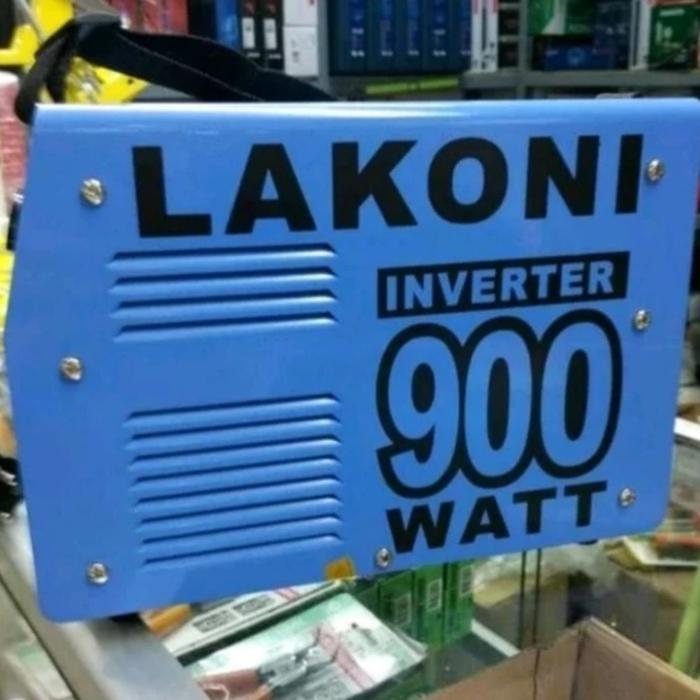 LAKONI
INVERTER
900
WATT